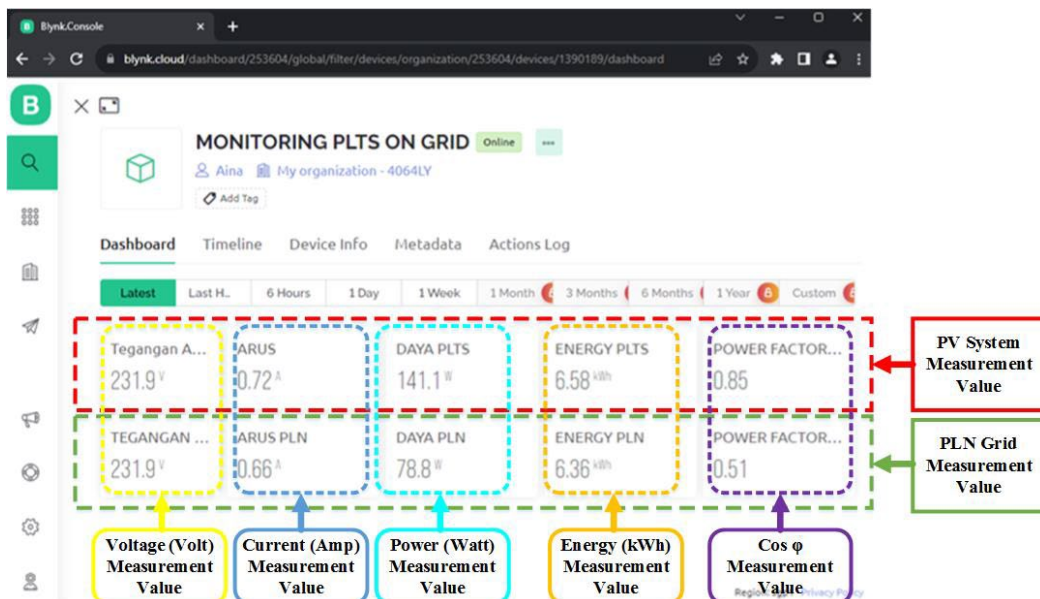 Blynk.Console
blynk.cloud/dashboard/253604/global/filter/devices/organization/253604/devices/1390189/dashboard
B
MONITORING PLTS ON GRID Online
Aina My organization - 4064LY
Add Tag
Dashboard Timeline Device Info Metadata Actions Log
Latest Last H... 6 Hours 1 Day 1 Week 1 Month 3 Months 6 Months 1 Year Custom
Tegangan A... ARUS DAYA PLTS ENERGY PLTS POWER FACTOR...
231.9 V 0.72 A 141.1 W 6.58 kWh 0.85
TEGANGAN ... ARUS PLN DAYA PLN ENERGY PLN POWER FACTOR...
231.9 V 0.66 A 78.8 W 6.36 kWh 0.51
PV System
Measurement
Value
PLN Grid
Measurement
Value
Voltage (Volt)
Measurement
Value
Current (Amp)
Measurement
Value
Power (Watt)
Measurement
Value
Energy (kWh)
Measurement
Value
Cos φ
Measurement
Value
Region: Privacy Policy